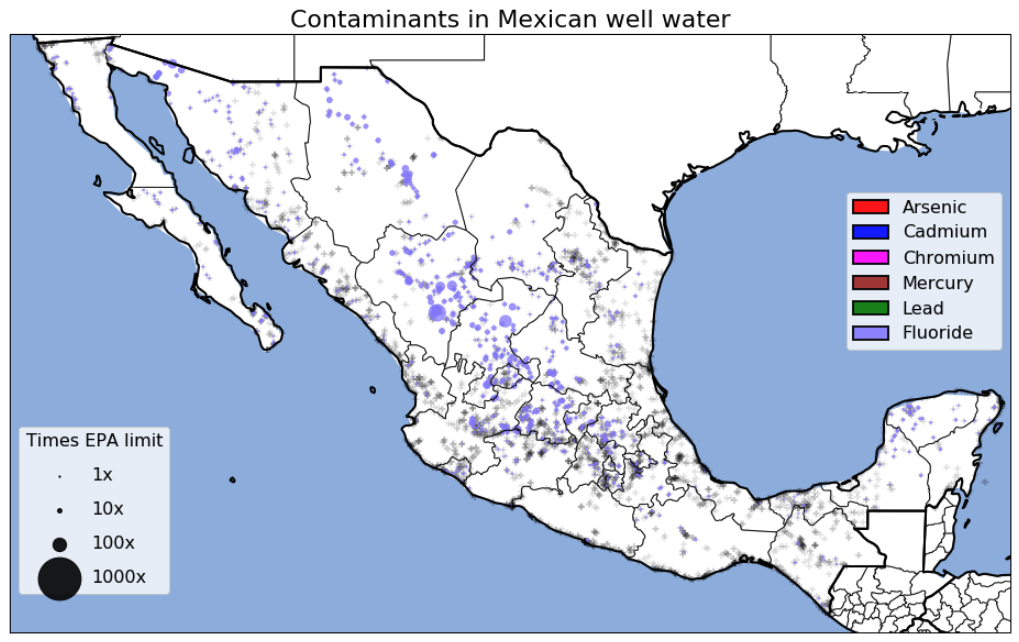 Contaminants in Mexican well water
Arsenic
Cadmium
Chromium
Mercury
Lead
Fluoride
Times EPA limit
1x
10x
100x
1000x